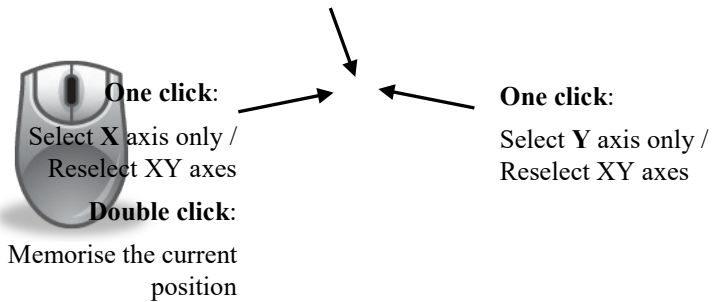 One click:
Select X axis only /
Reselect XY axes
Double click:
Memorise the current
position
One click:
Select Y axis only /
Reselect XY axes